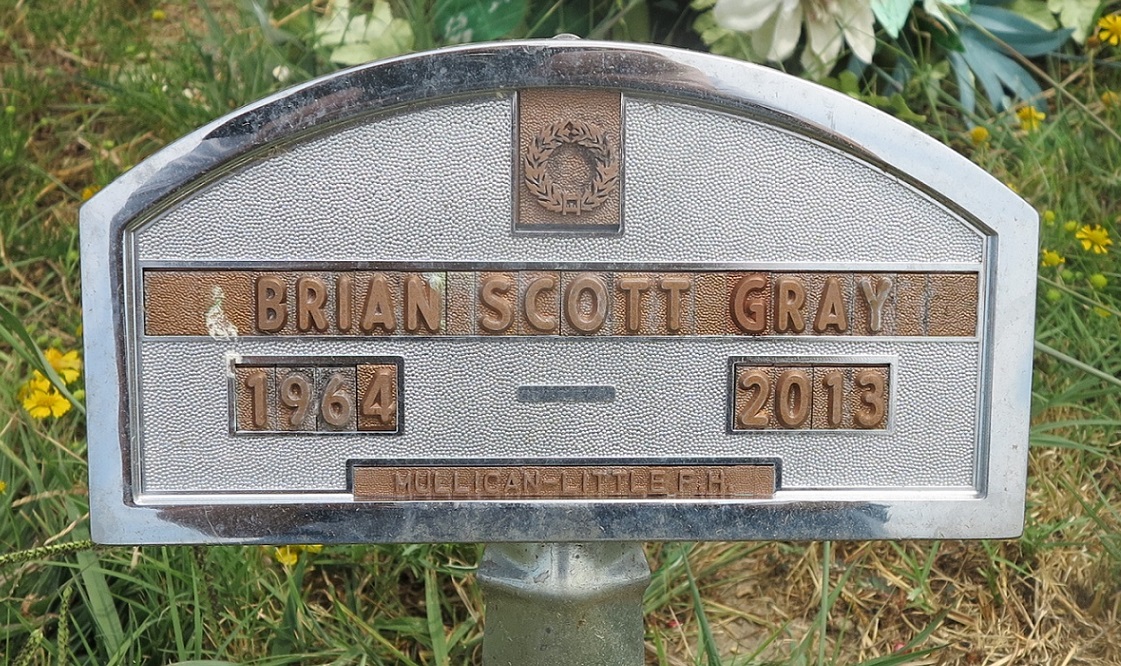 BRIAN SCOTT GRAY
1964 — 2013
MULLICAN-LITTLE F.H.